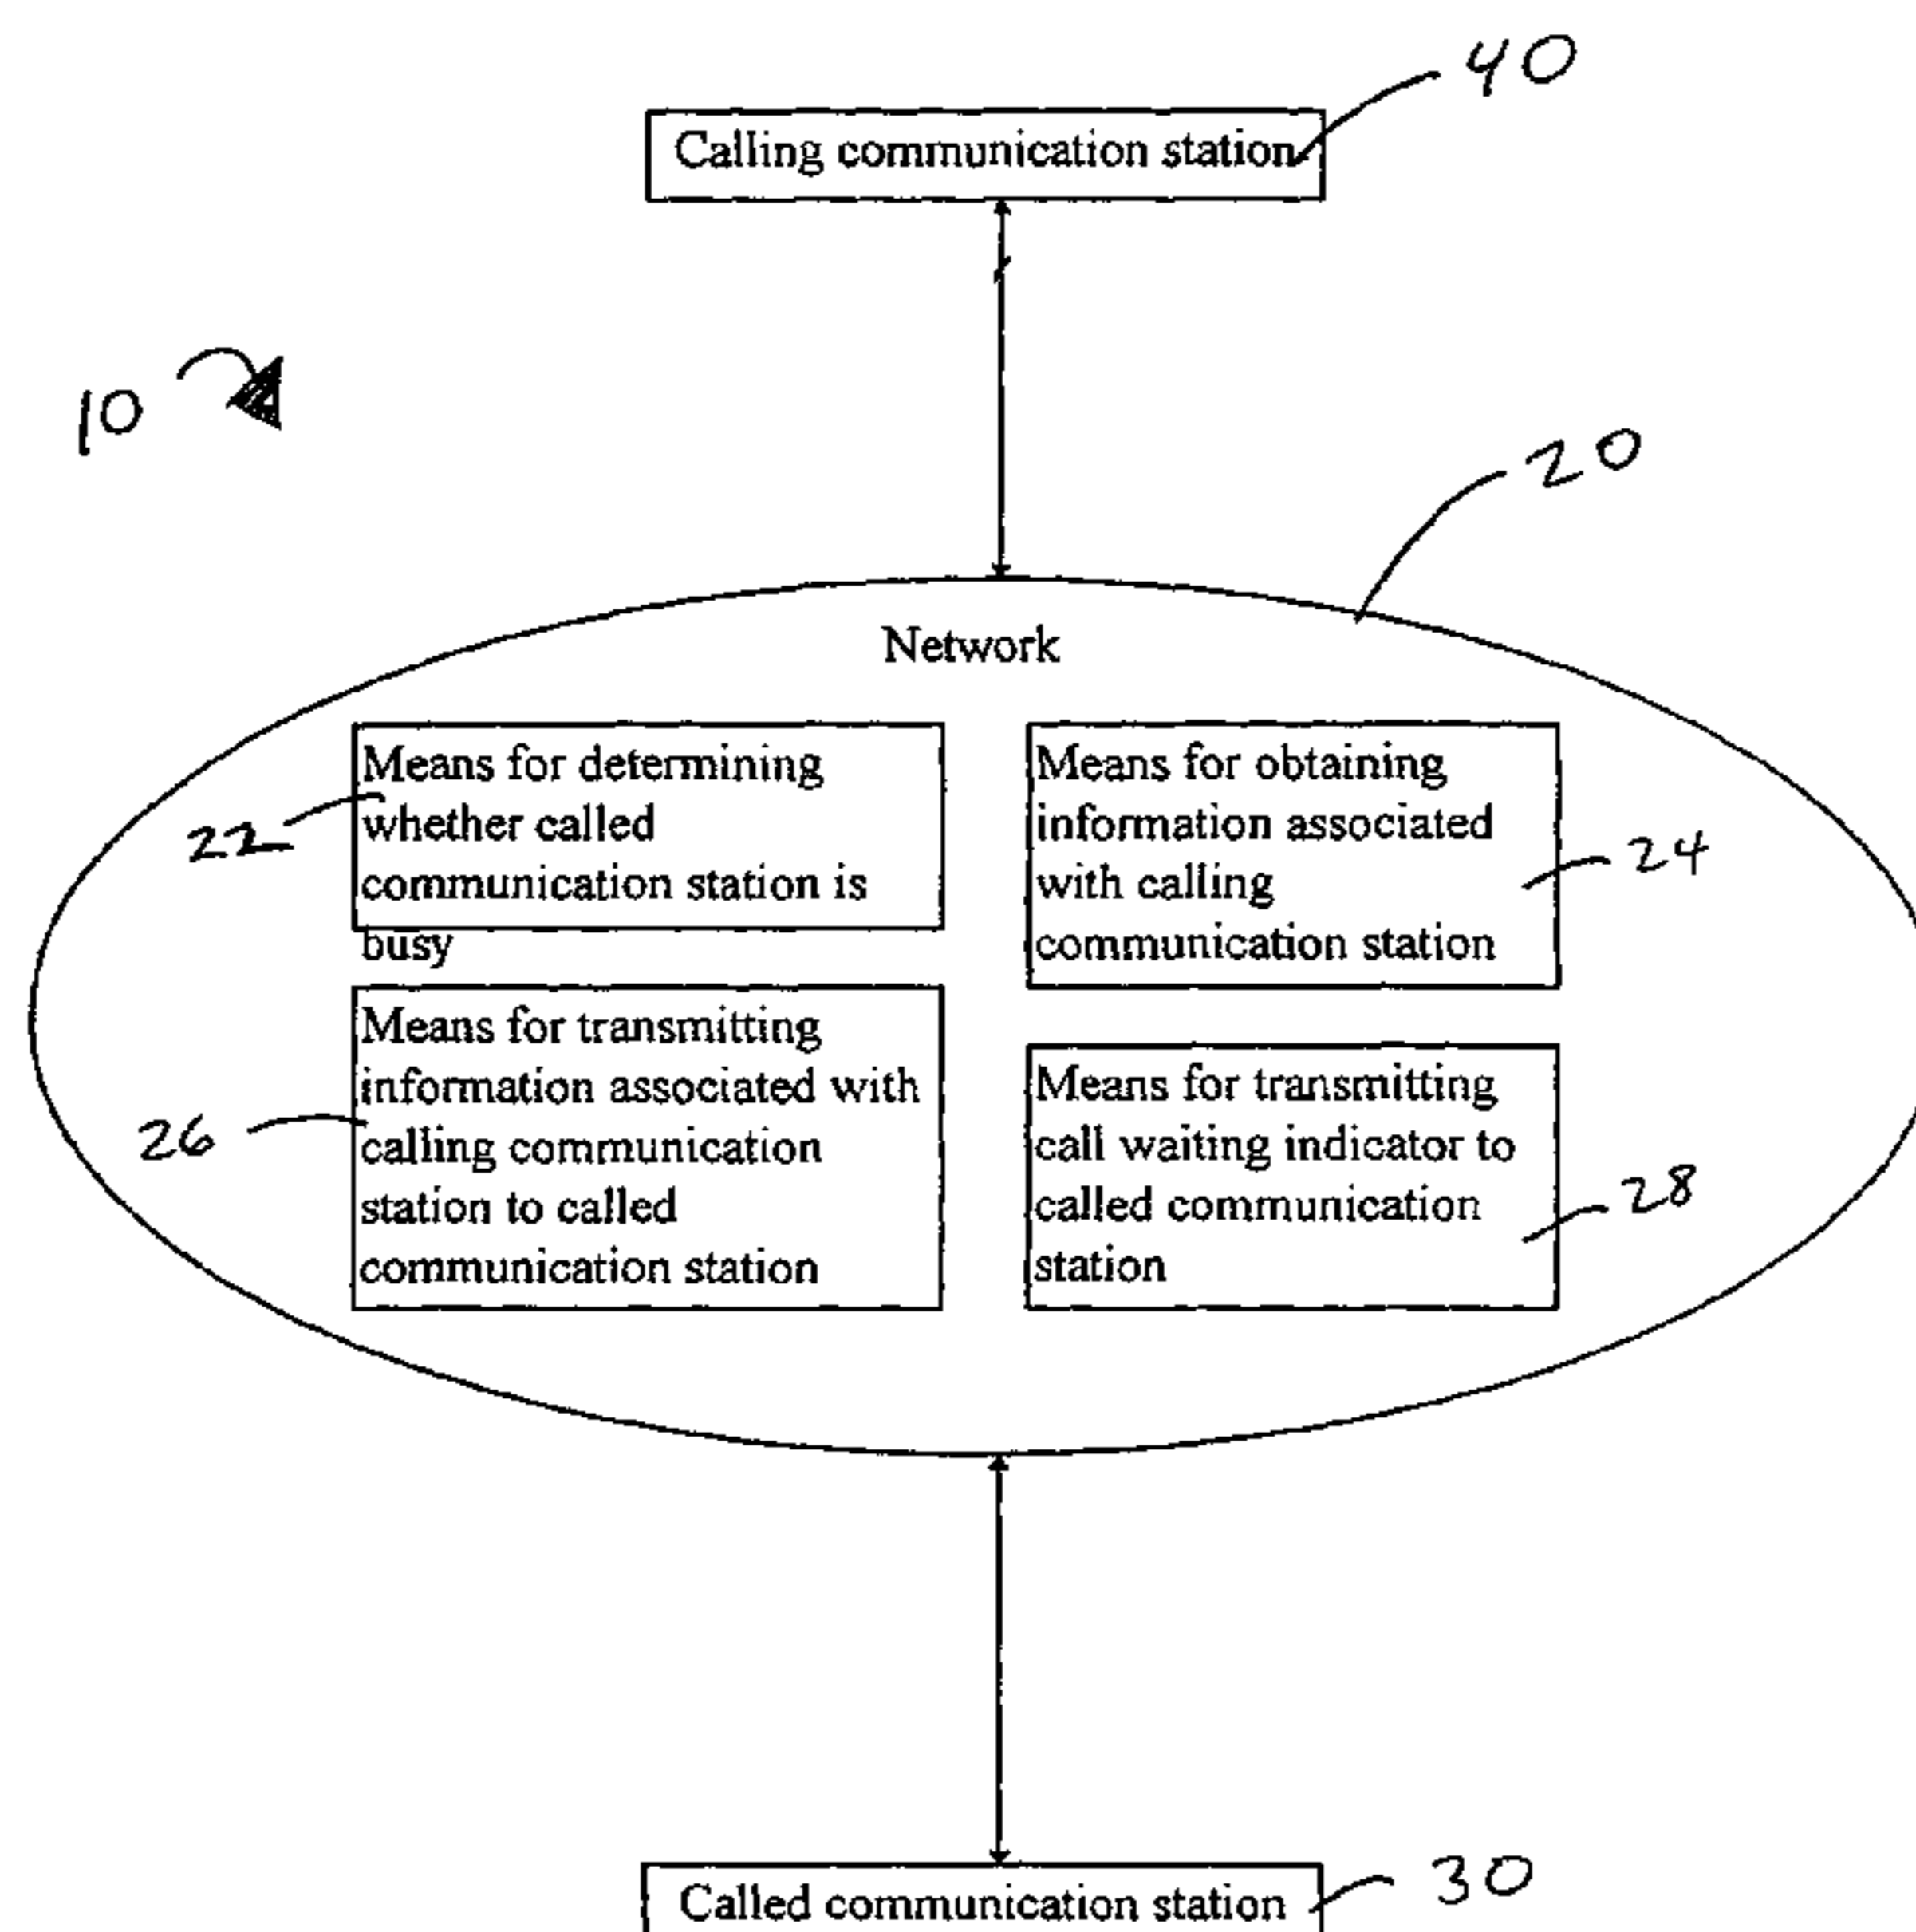 40
Calling communication station
10
20
Network
Means for determining
whether called
communication station is
busy
22
Means for obtaining
information associated
with calling
communication station
24
Means for transmitting
information associated with
calling communication
station to called
communication station
26
Means for transmitting
call waiting indicator to
called communication
station
28
Called communication station
30